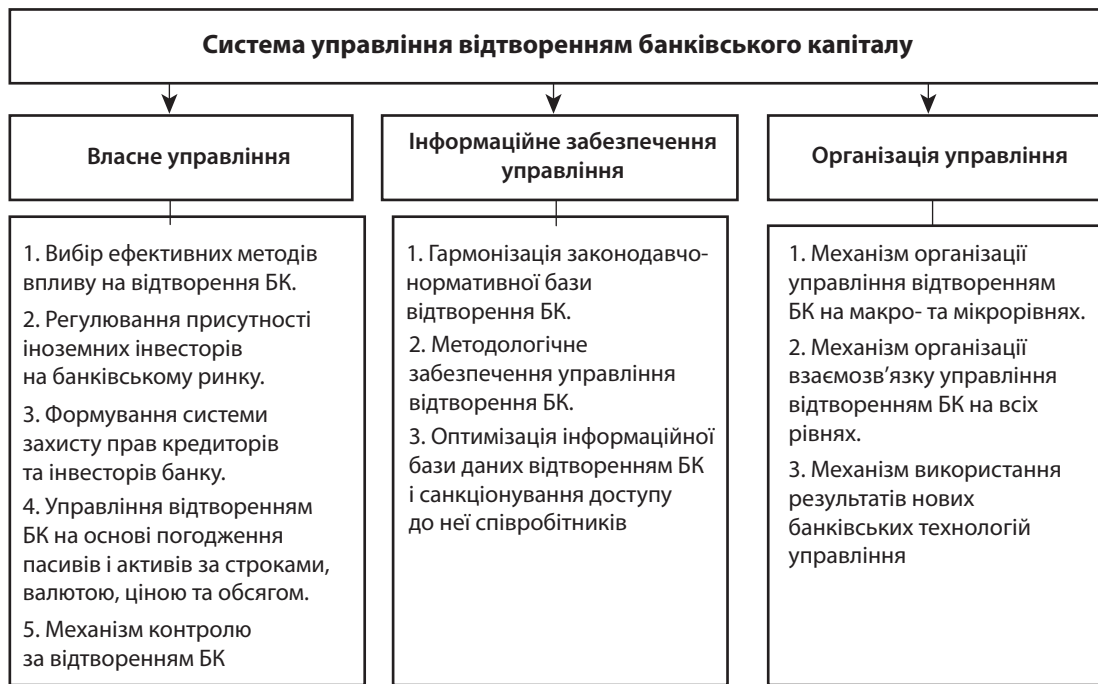 Система управління відтворенням банківського капіталу
Власне управління
1. Вибір ефективних методів
впливу на відтворення БК.
2. Регулювання присутності
іноземних інвесторів
на банківському ринку.
3. Формування системи
захисту прав кредиторів
та інвесторів банку.
4. Управління відтворенням
БК на основі погодження
пасивів і активів за строками,
валютою, ціною та обсягом.
5. Механізм контролю
за відтворенням БК
Інформаційне забезпечення
управління
1. Гармонізація законодавчо-
нормативної бази
відтворення БК.
2. Методологічне
забезпечення управління
відтворення БК.
3. Оптимізація інформаційної
бази даних відтворенням БК
і санкціонування доступу
до неї співробітників
Організація управління
1. Механізм організації
управління відтворенням
БК на макро- та мікрорівнях.
2. Механізм організації
взаємозв'язку управління
відтворенням БК на всіх
рівнях.
3. Механізм використання
результатів нових
банківських технологій
управління